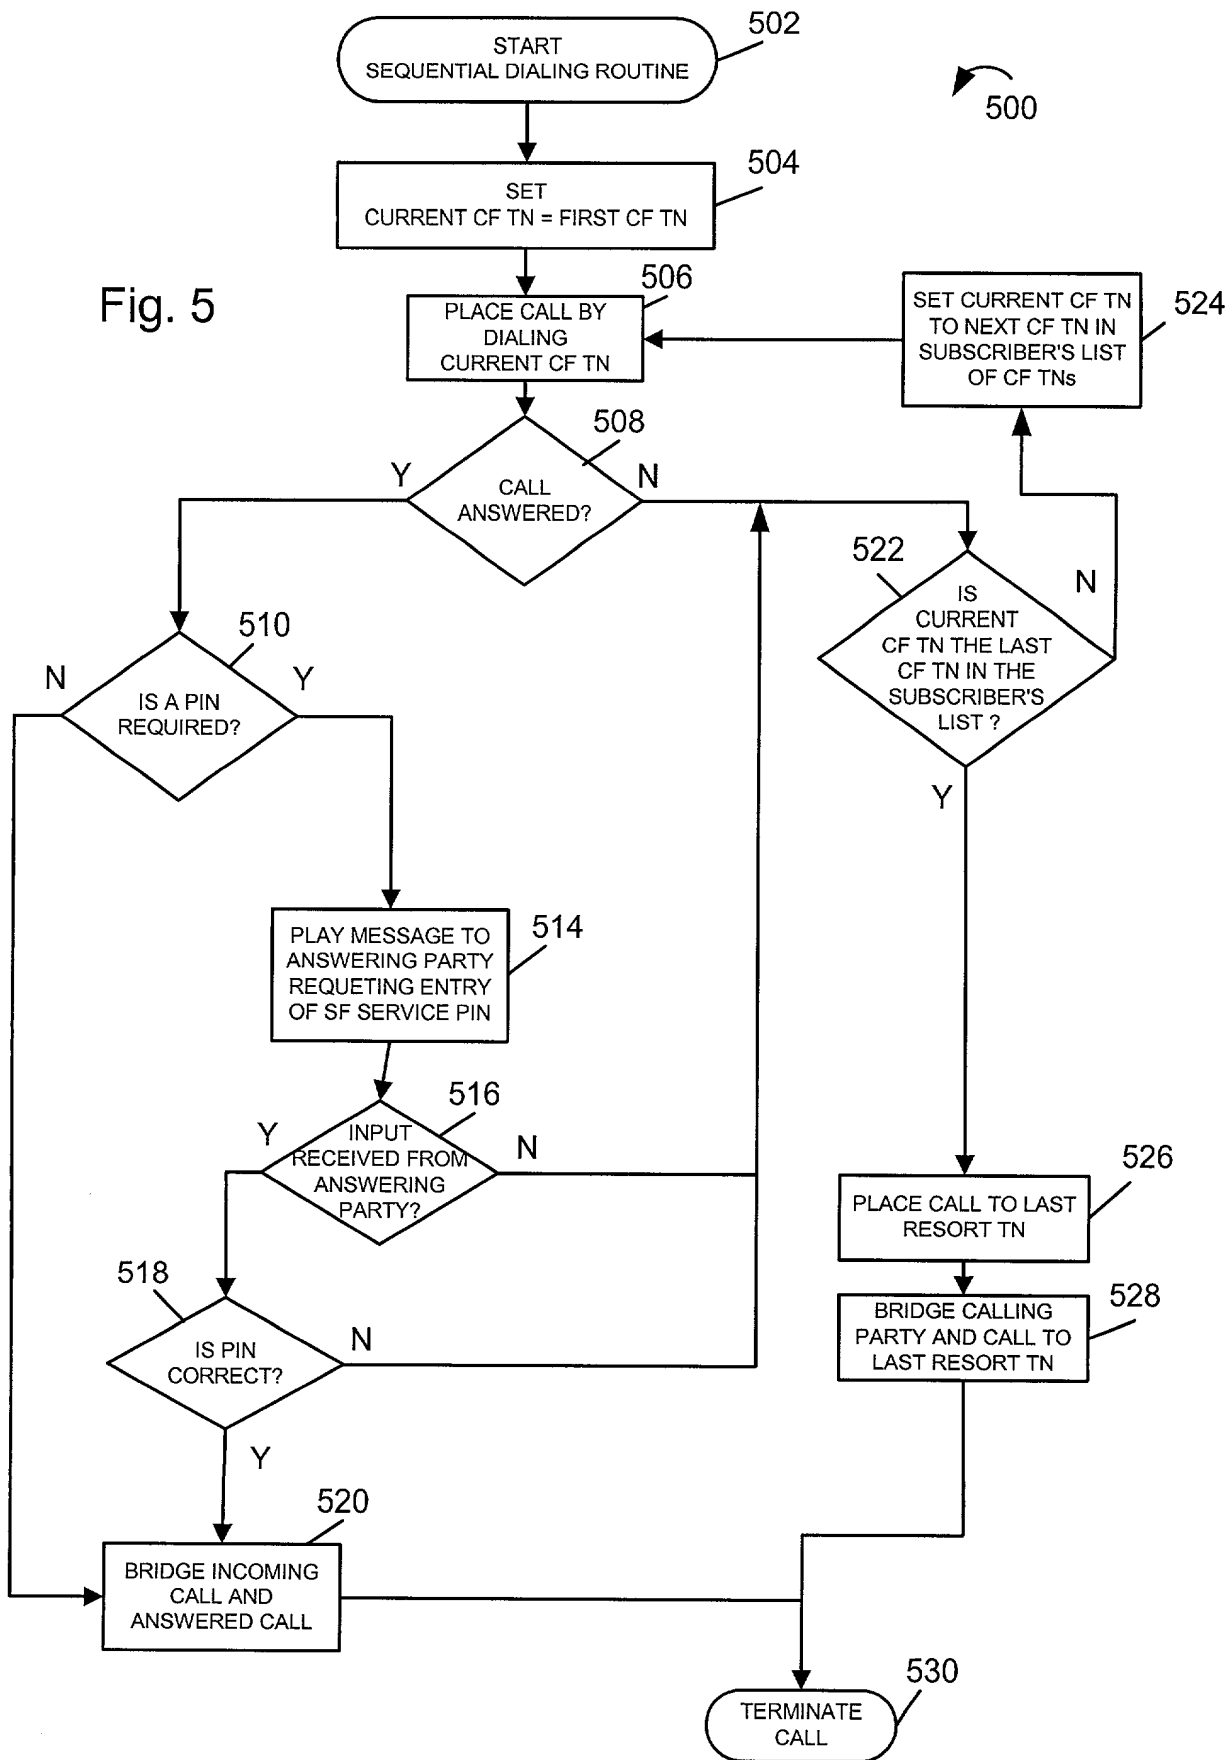 START
SEQUENTIAL DIALING ROUTINE
502
500
SET
CURRENT CF TN = FIRST CF TN
504
Fig. 5
PLACE CALL BY
DIALING
CURRENT CF TN
506
SET CURRENT CF TN
TO NEXT CF TN IN
SUBSCRIBER'S LIST
OF CF TNs
524
CALL
ANSWERED?
508
Y
N
IS
CURRENT
CF TN THE LAST
CF TN IN THE
SUBSCRIBER'S
LIST ?
522
N
Y
IS A PIN
REQUIRED?
510
N
Y
PLAY MESSAGE TO
ANSWERING PARTY
REQUETING ENTRY
OF SF SERVICE PIN
514
INPUT
RECEIVED FROM
ANSWERING
PARTY?
516
Y
N
PLACE CALL TO LAST
RESORT TN
526
IS PIN
CORRECT?
518
N
Y
BRIDGE CALLING
PARTY AND CALL TO
LAST RESORT TN
528
BRIDGE INCOMING
CALL AND
ANSWERED CALL
520
TERMINATE
CALL
530